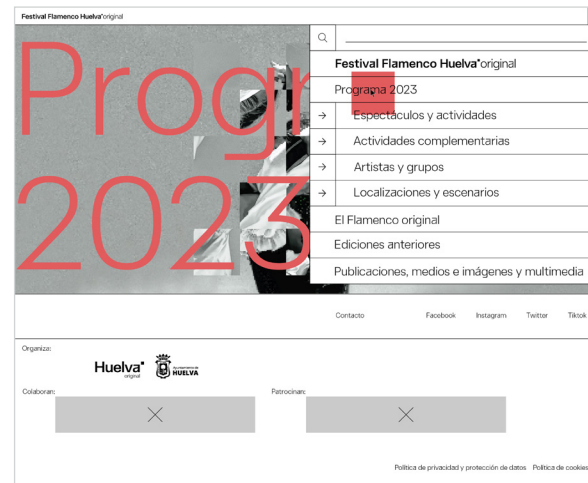 Festival Flamenco Huelva*original
Progr
2023
Festival Flamenco Huelva*original
Programa 2023
→ Espectáculos y actividades
→ Actividades complementarias
→ Artistas y grupos
→ Localizaciones y escenarios
El Flamenco original
Ediciones anteriores
Publicaciones, medios e imágenes y multimedia
Contacto Facebook Instagram Twitter Tiktok
Organiza:
Huelva*
original
Ayuntamiento de
HUELVA
Colaboran: Patrocinan:
Política de privacidad y protección de datos Política de cookies